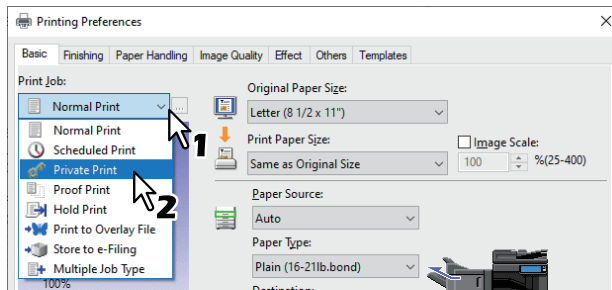 Printing Preferences
Basic Finishing Paper Handling Image Quality Effect Others Templates
Print Job:
Normal Print
...
Normal Print
Scheduled Print
Private Print
Proof Print
Hold Print
Print to Overlay File
Store to e-Filing
Multiple Job Type
100%
1
2
Original Paper Size:
Letter (8 1/2 x 11")
Print Paper Size:
Same as Original Size
Image Scale:
100 %(25-400)
Paper Source:
Auto
Paper Type:
Plain (16-21lb.bond)
Destination: